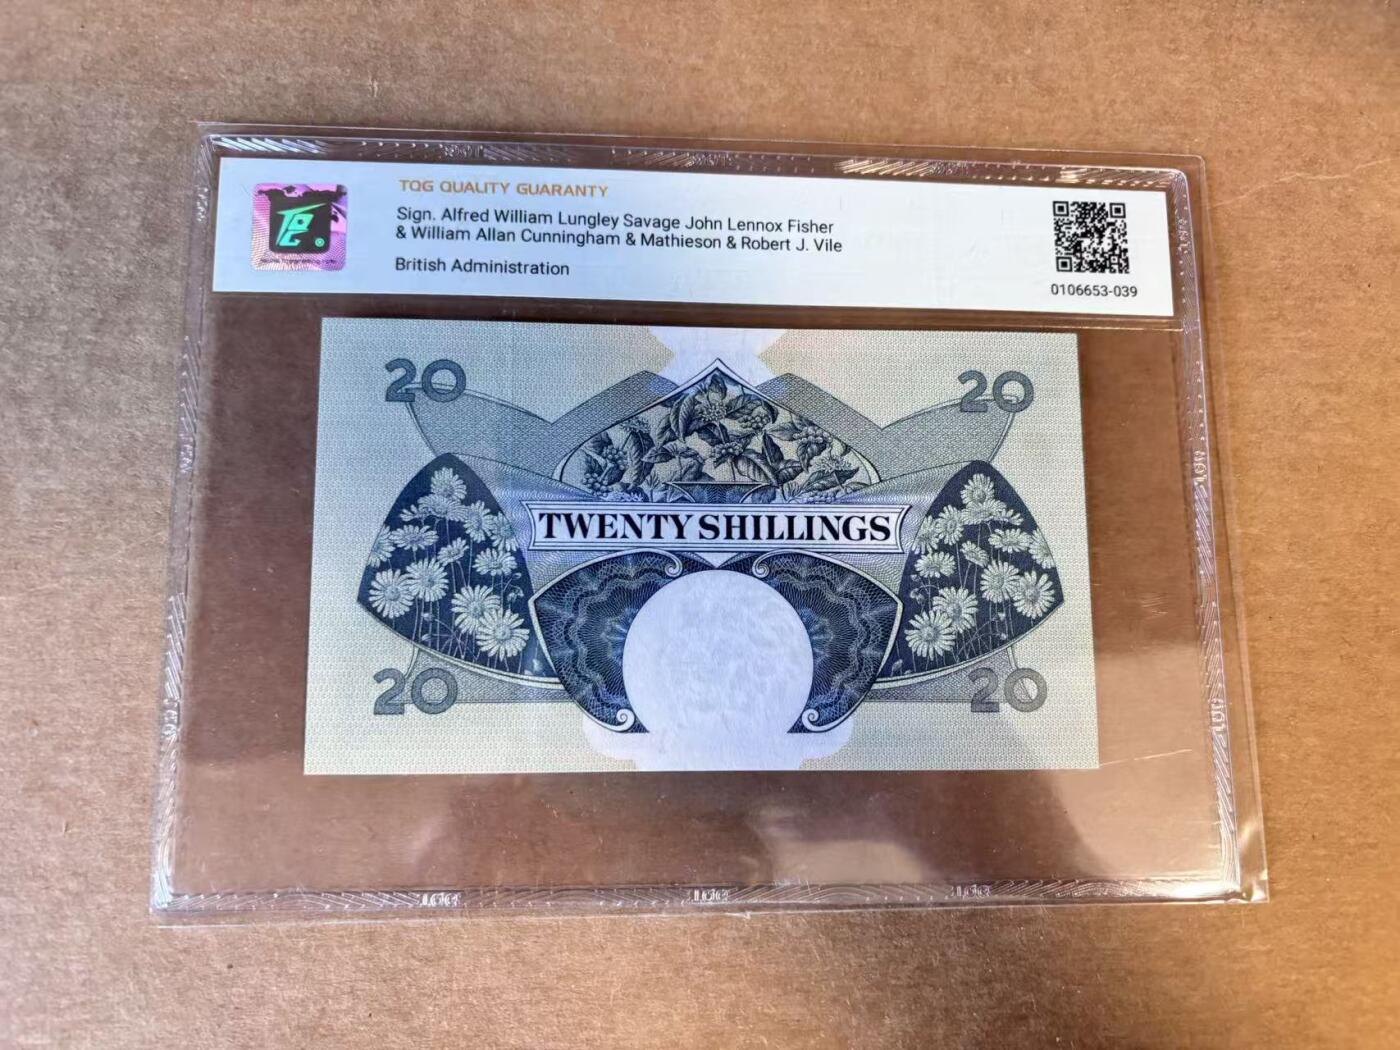 TQG QUALITY GUARANTY
Sign. Alfred William Lungley Savage John Lennox Fisher
& William Allan Cunningham & Mathieson & Robert J. Vile
British Administration
0106653-039
20
20
TWENTY SHILLINGS
20
20